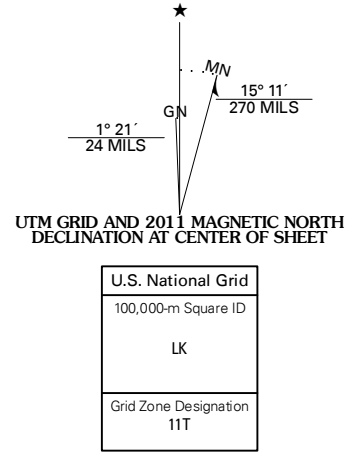 ★
MN
GN
15° 11´
270 MILS
1° 21´
24 MILS
UTM GRID AND 2011 MAGNETIC NORTH
DECLINATION AT CENTER OF SHEET
U.S. National Grid
100,000-m Square ID
LK
Grid Zone Designation
11T